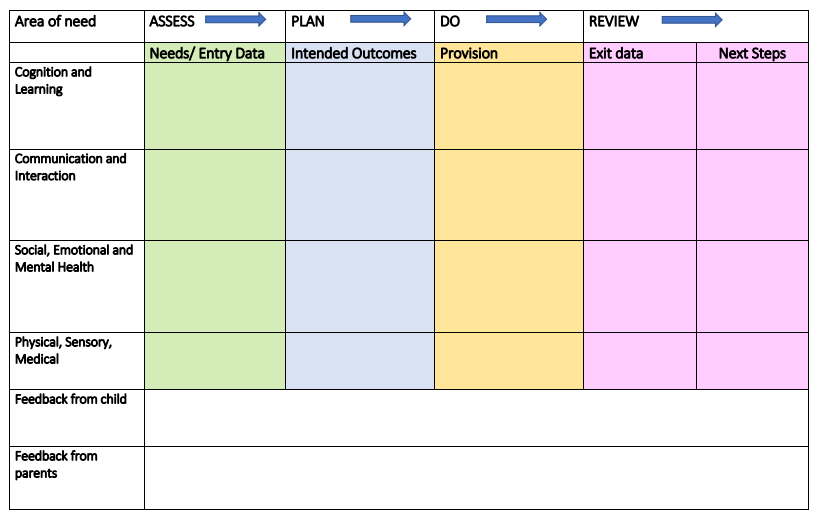 Area of need ASSESS PLAN DO REVIEW
Needs/ Entry Data Intended Outcomes Provision Exit data Next Steps
Cognition and
Learning
Communication and
Interaction
Social, Emotional and
Mental Health
Physical, Sensory,
Medical
Feedback from child
Feedback from
parents